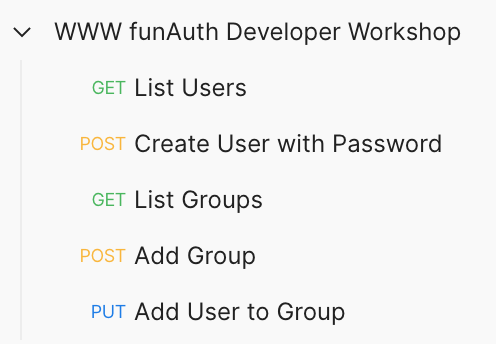 WWW funAuth Developer Workshop
GET List Users
POST Create User with Password
GET List Groups
POST Add Group
PUT Add User to Group